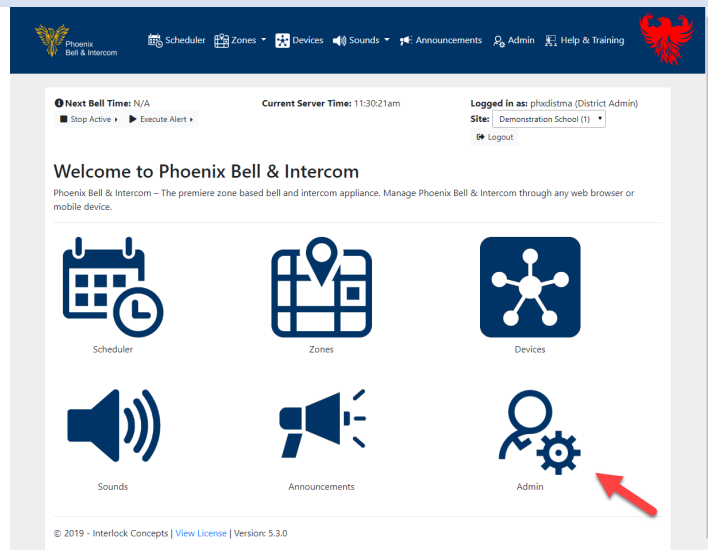 Phoenix
Bell & Intercom
Scheduler Zones Devices Sounds Announcements Admin Help & Training
Next Bell Time: N/A Current Server Time: 11:30:21am Logged in as: phxdistma (District Admin)
Stop Active Execute Alert Site: Demonstration School (1)
Logout
Welcome to Phoenix Bell & Intercom
Phoenix Bell & Intercom – The premiere zone based bell and intercom appliance. Manage Phoenix Bell & Intercom through any web browser or
mobile device.
Scheduler Zones Devices
Sounds Announcements Admin
© 2019 - Interlock Concepts | View License | Version: 5.3.0